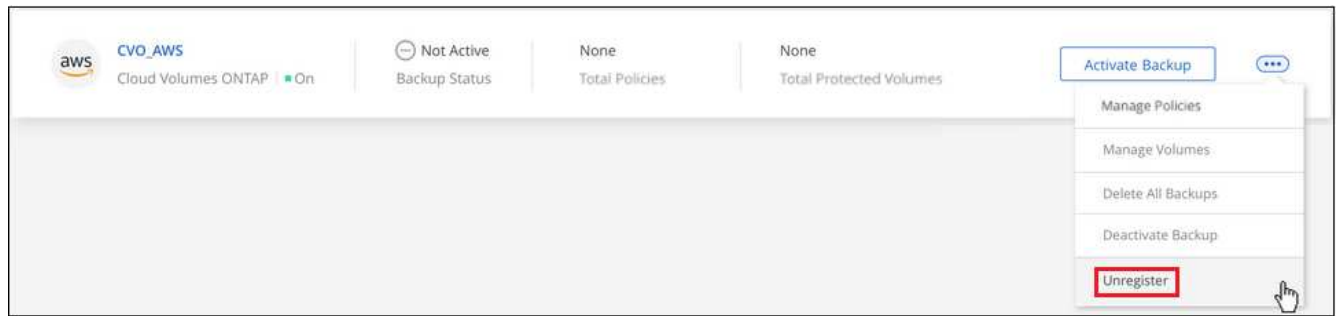 aws
CVO_AWS
Cloud Volumes ONTAP
On
Not Active
Backup Status
None
Total Policies
None
Total Protected Volumes
Activate Backup
Manage Policies
Manage Volumes
Delete All Backups
Deactivate Backup
Unregister